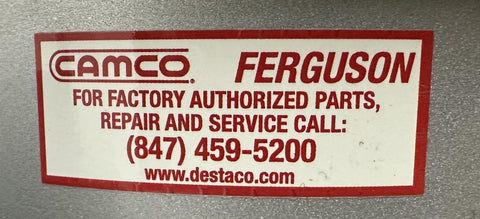 CAMCO. FERGUSON
FOR FACTORY AUTHORIZED PARTS,
REPAIR AND SERVICE CALL:
(847) 459-5200
www.destaco.com